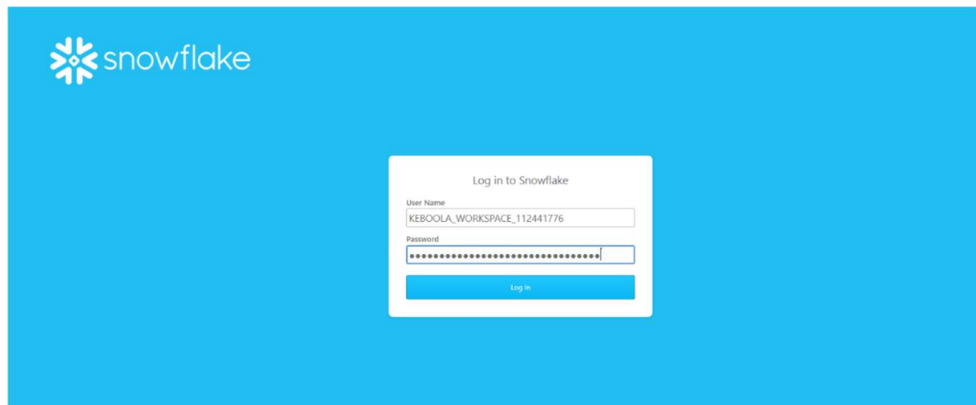 snowflake
Log in to Snowflake
User Name
KEBOOLA_WORKSPACE_112441776
Password
Log in